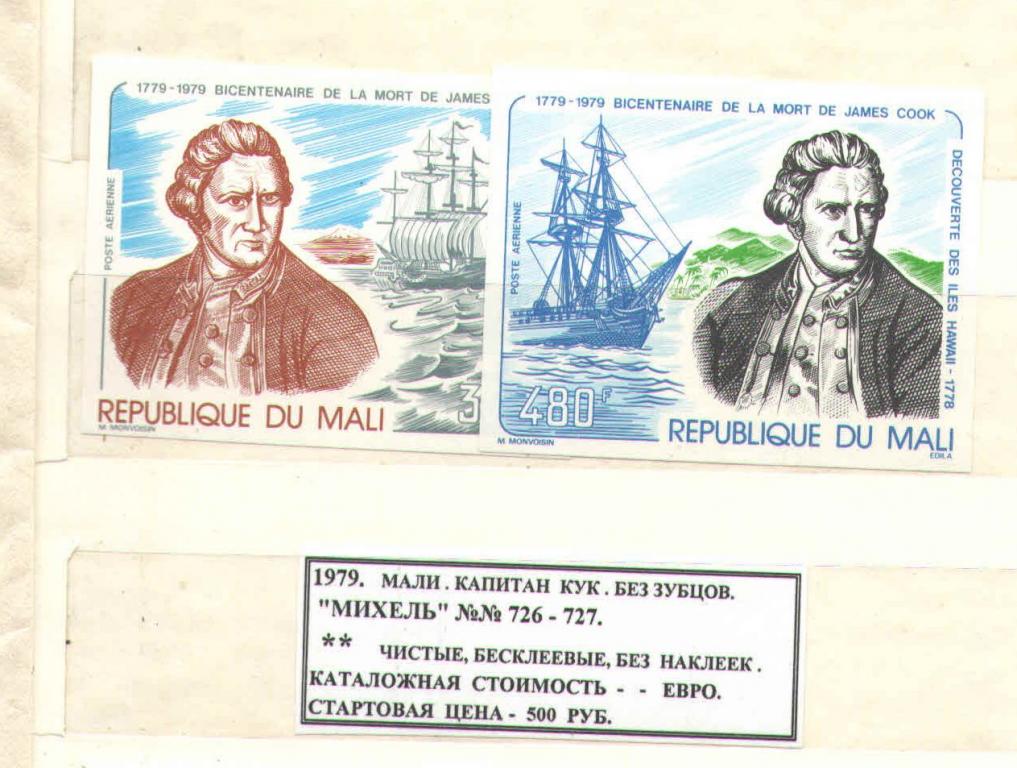 1779-1979 BICENTENAIRE DE LA MORT DE JAMES
POSTE AERIENNE
3
REPUBLIQUE DU MALI
M. MONVOISIN
1779-1979 BICENTENAIRE DE LA MORT DE JAMES COOK
DECOUVERTE DES ILES HAWAII - 1778
POSTE AERIENNE
480F
REPUBLIQUE DU MALI
M. MONVOISIN
EDILA
1979. МАЛИ. КАПИТАН КУК. БЕЗ ЗУБЦОВ.
"МИХЕЛЬ" №№ 726 - 727.
** ЧИСТЫЕ, БЕСКЛЕЕВЫЕ, БЕЗ НАКЛЕЕК.
КАТАЛОЖНАЯ СТОИМОСТЬ - - ЕВРО.
СТАРТОВАЯ ЦЕНА - 500 РУБ.